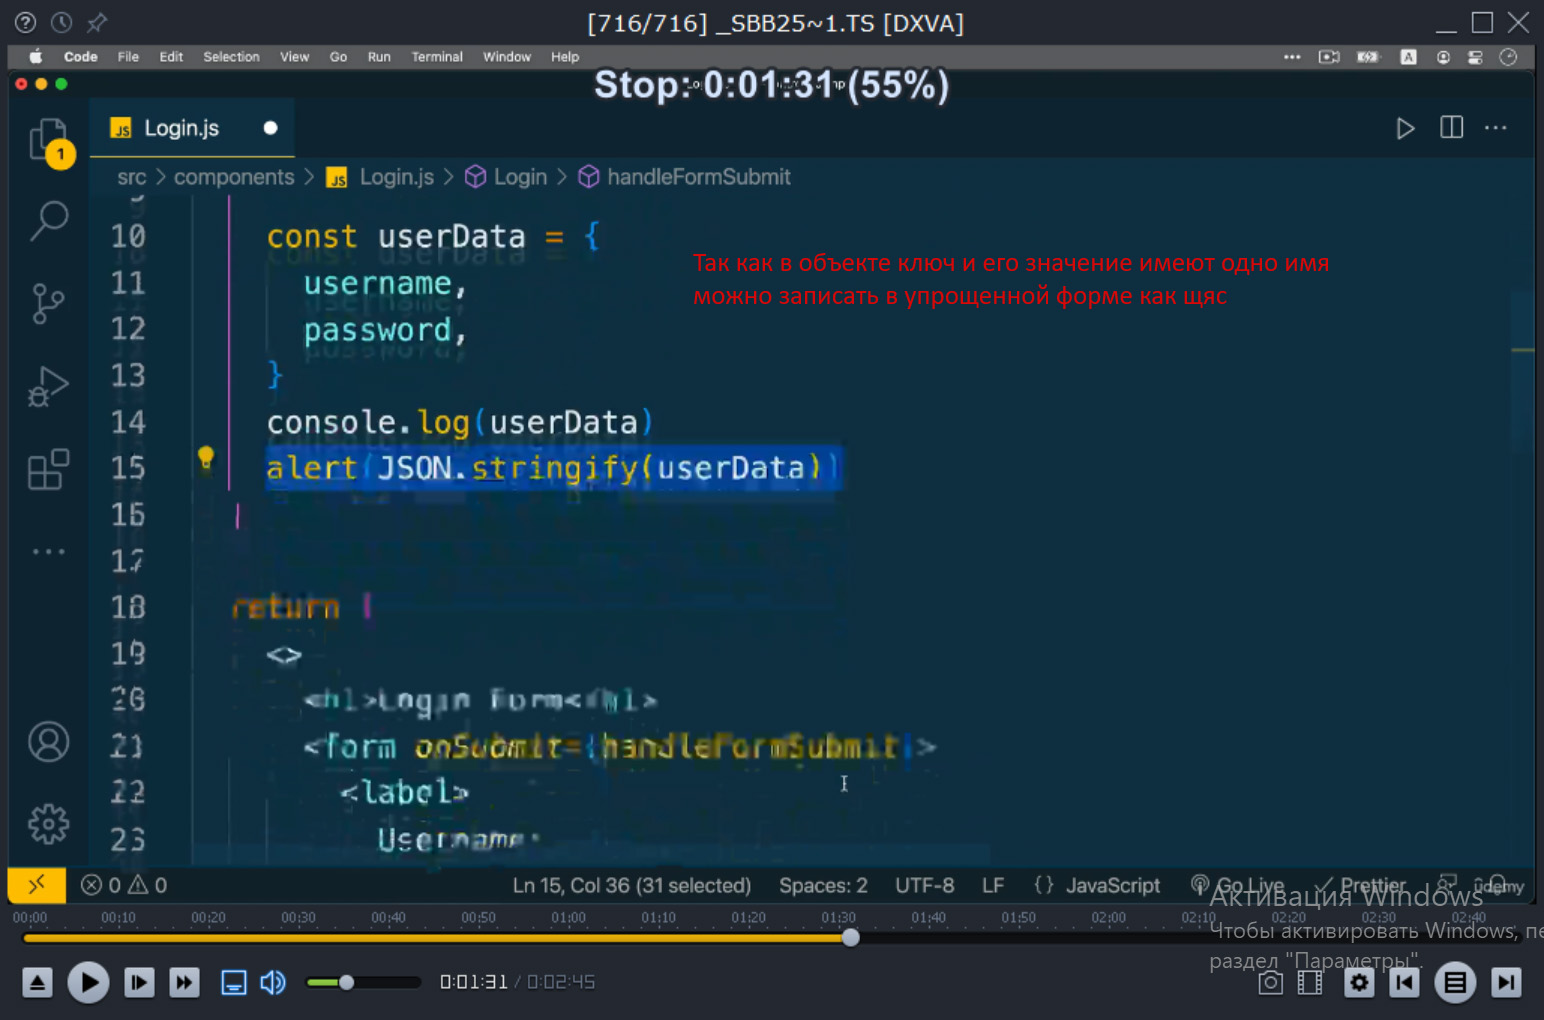 [716/716] _SBB25~1.TS [DXVA]
Code File Edit Selection View Go Run Terminal Window Help
A
Stop: 0:01:31 (55%)
JS Login.js
1
src > components > JS Login.js > Login > handleFormSubmit
10 const userData = {
11 username,
12 password,
13 }
14 console.log(userData)
15 alert(JSON.stringify(userData))
16
17
18 return (
19 <>
20 <h1>Login Form</h1>
21 <form onSubmit={handleFormSubmit}>
22 <label>
23 Username:
Так как в объекте ключ и его значение имеют одно имя
можно записать в упрощенной форме как щяс
0 0 Ln 15, Col 36 (31 selected) Spaces: 2 UTF-8 LF {} JavaScript Go Live Prettier
ûdemy
00:00 00:10 00:20 00:30 00:40 00:50 01:00 01:10 01:20 01:30 01:40 01:50 02:00 02:10 02:20 02:30 02:40
Активация Windows
Чтобы активировать Windows, пе
раздел "Параметры".
0:01:31 / 0:02:45